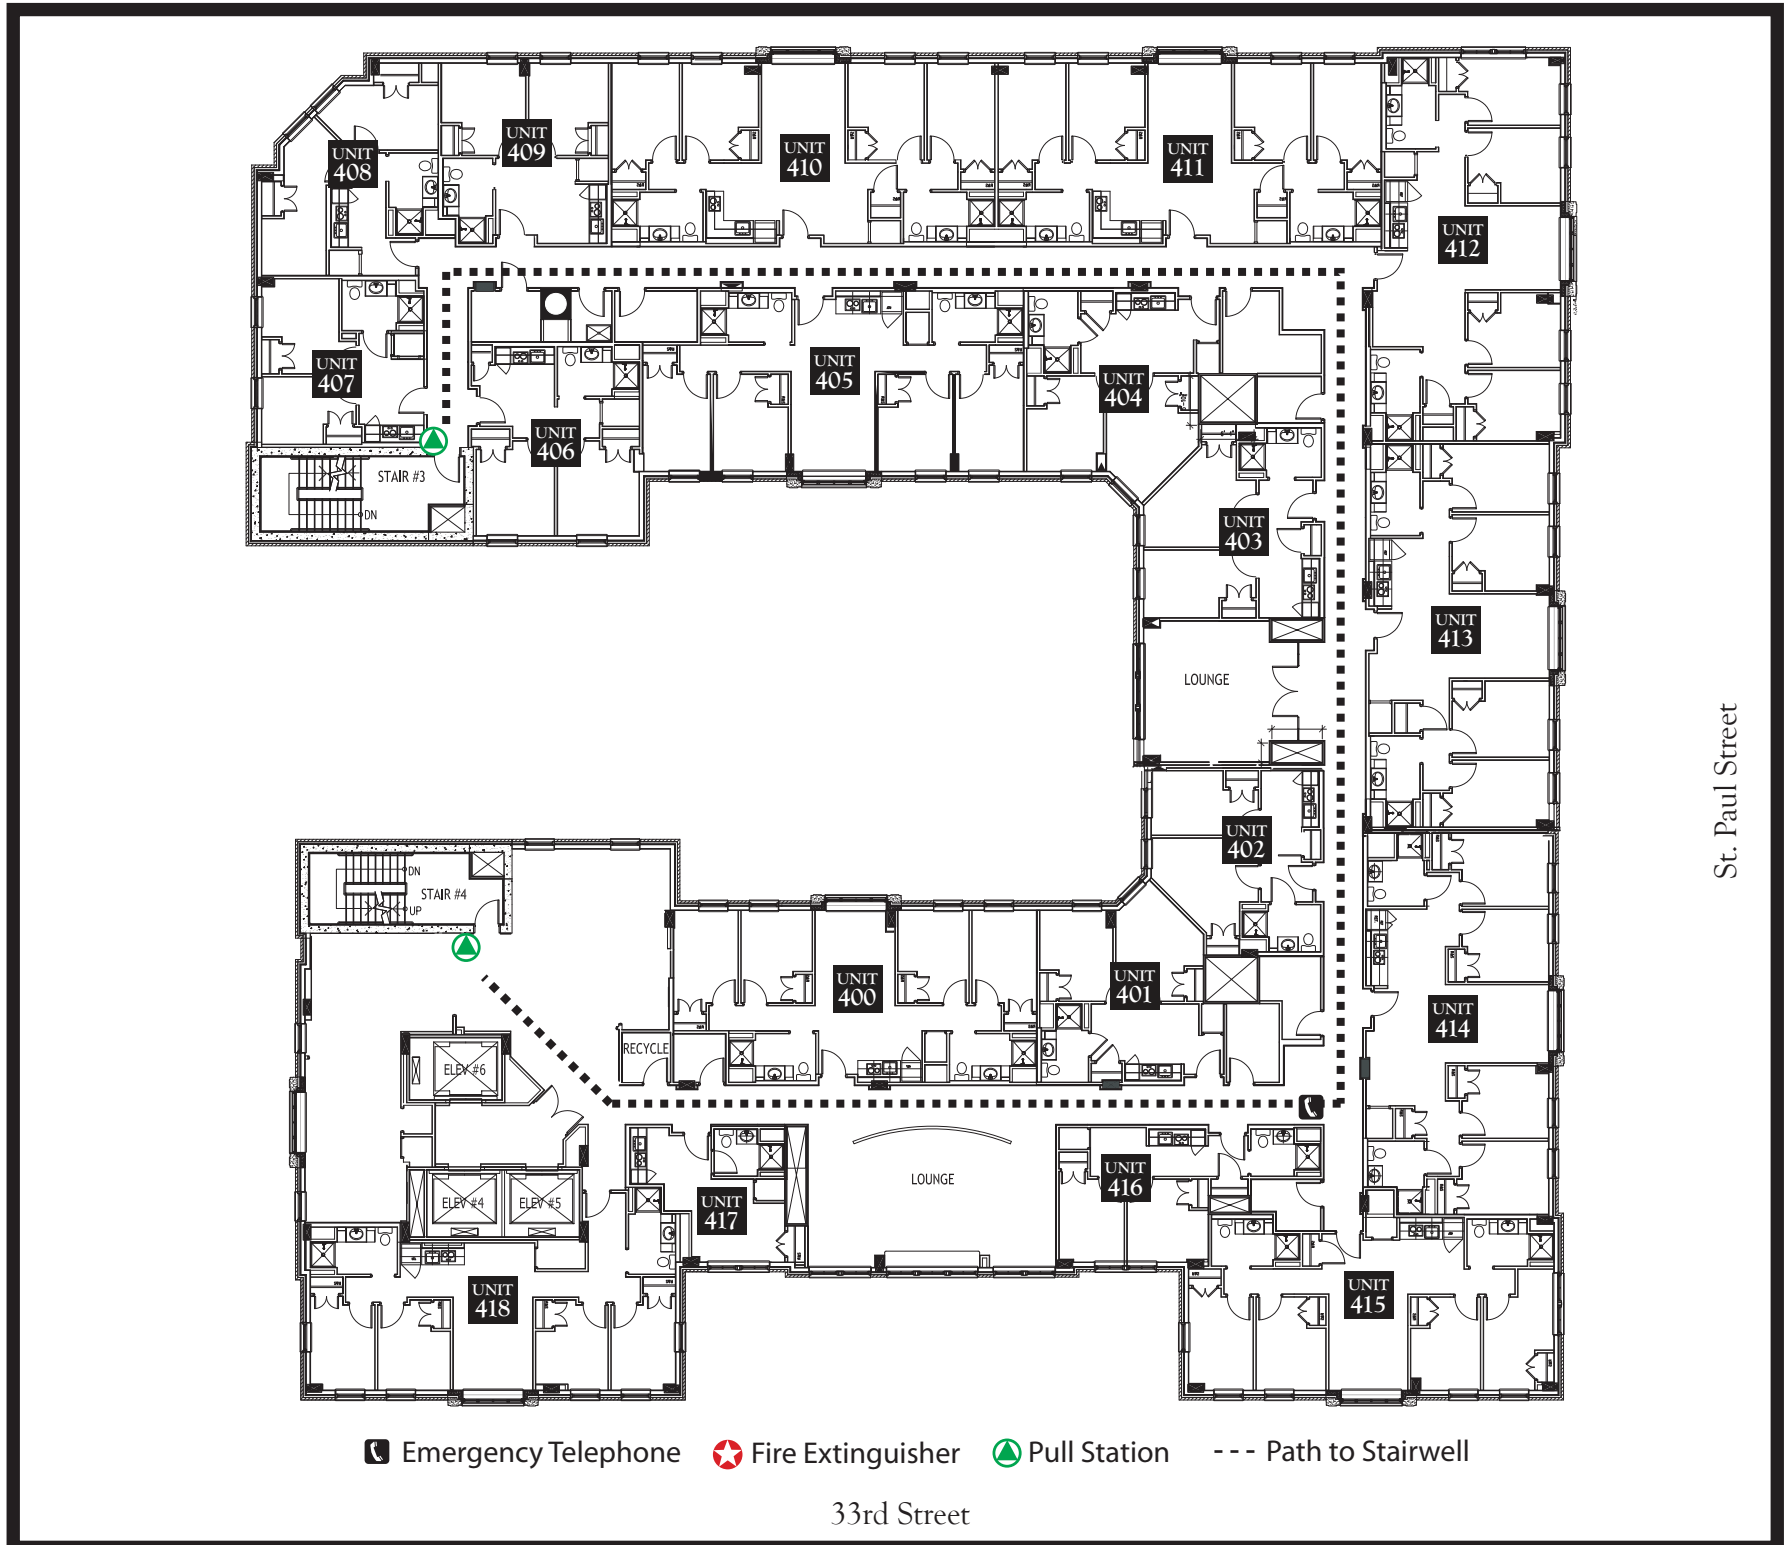 UNIT
408
UNIT
409
UNIT
410
UNIT
411
UNIT
412
UNIT
407
UNIT
406
UNIT
405
UNIT
404
STAIR #3
DN
UNIT
403
UNIT
413
LOUNGE
St. Paul Street
UNIT
402
DN
STAIR #4
UP
UNIT
400
UNIT
401
UNIT
414
RECYCLE
ELEV #6
LOUNGE
UNIT
416
ELEV #4
ELEV #5
UNIT
417
UNIT
418
UNIT
415
Emergency Telephone
Fire Extinguisher
Pull Station
--- Path to Stairwell
33rd Street